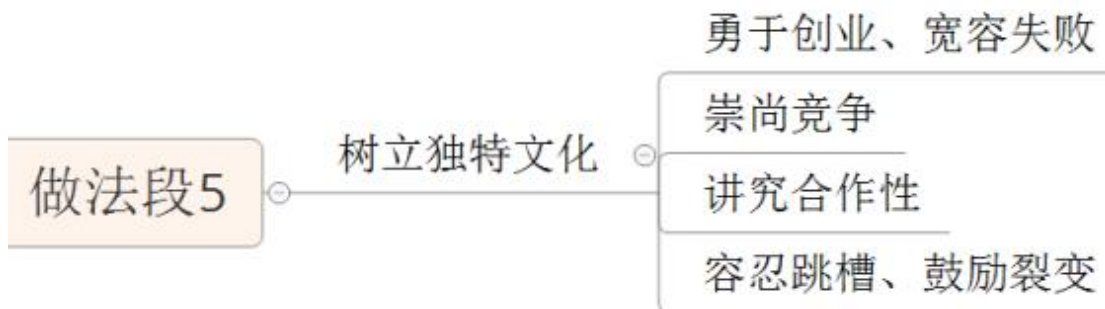 做法段5
树立独特文化
勇于创业、宽容失败
崇尚竞争
讲究合作性
容忍跳槽、鼓励裂变